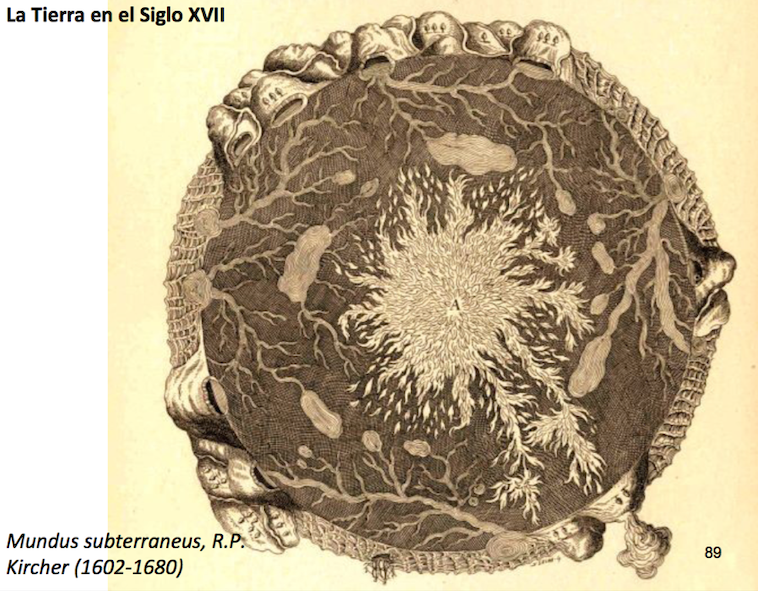 La Tierra en el Siglo XVII
A
Mundus subterraneus, R.P.
Kircher (1602-1680)
89